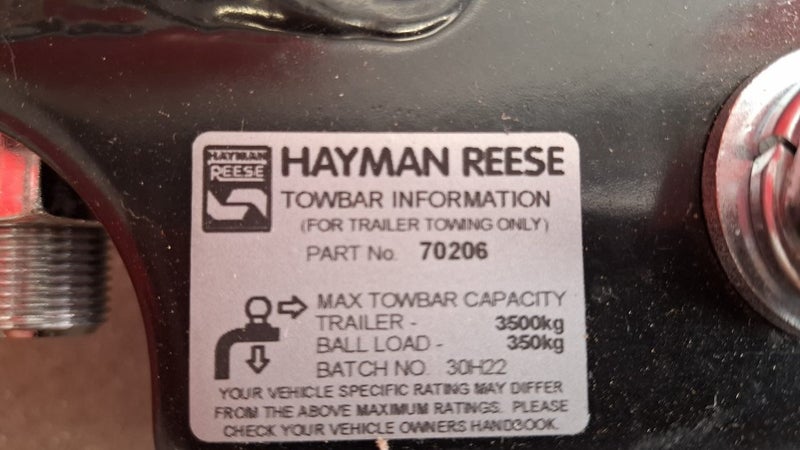 HAYMAN
REESE
HAYMAN REESE
TOWBAR INFORMATION
(FOR TRAILER TOWING ONLY)
PART No. 70206
MAX TOWBAR CAPACITY
TRAILER - 3500kg
BALL LOAD - 350kg
BATCH NO. 30H22
YOUR VEHICLE SPECIFIC RATING MAY DIFFER
FROM THE ABOVE MAXIMUM RATINGS. PLEASE
CHECK YOUR VEHICLE OWNERS HANDBOOK.